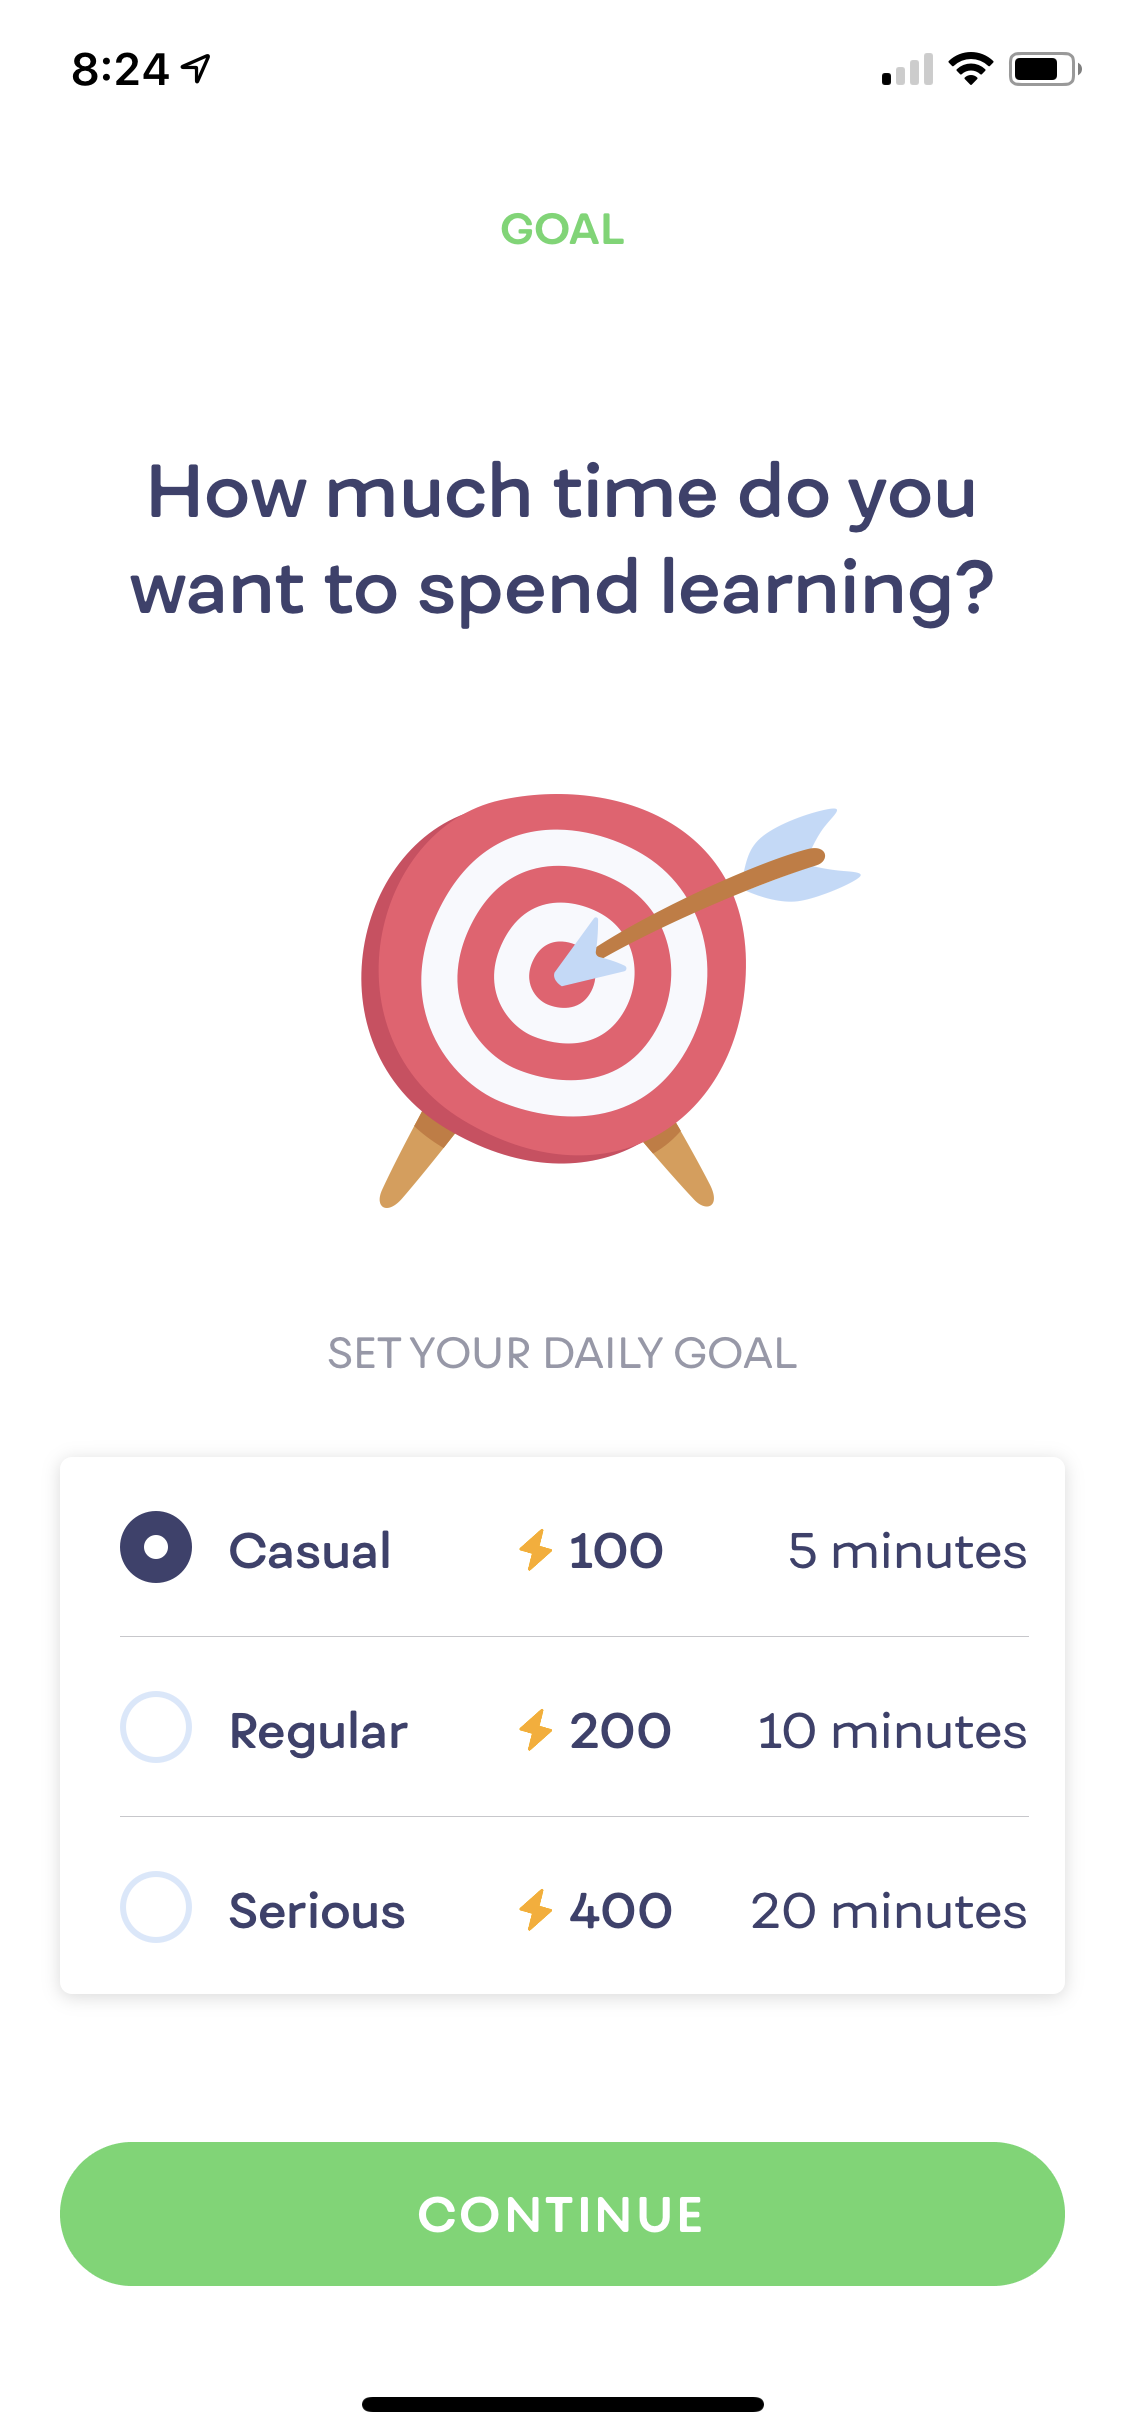 8:24
GOAL
How much time do you
want to spend learning?
SET YOUR DAILY GOAL
Casual 100 5 minutes
Regular 200 10 minutes
Serious 400 20 minutes
CONTINUE